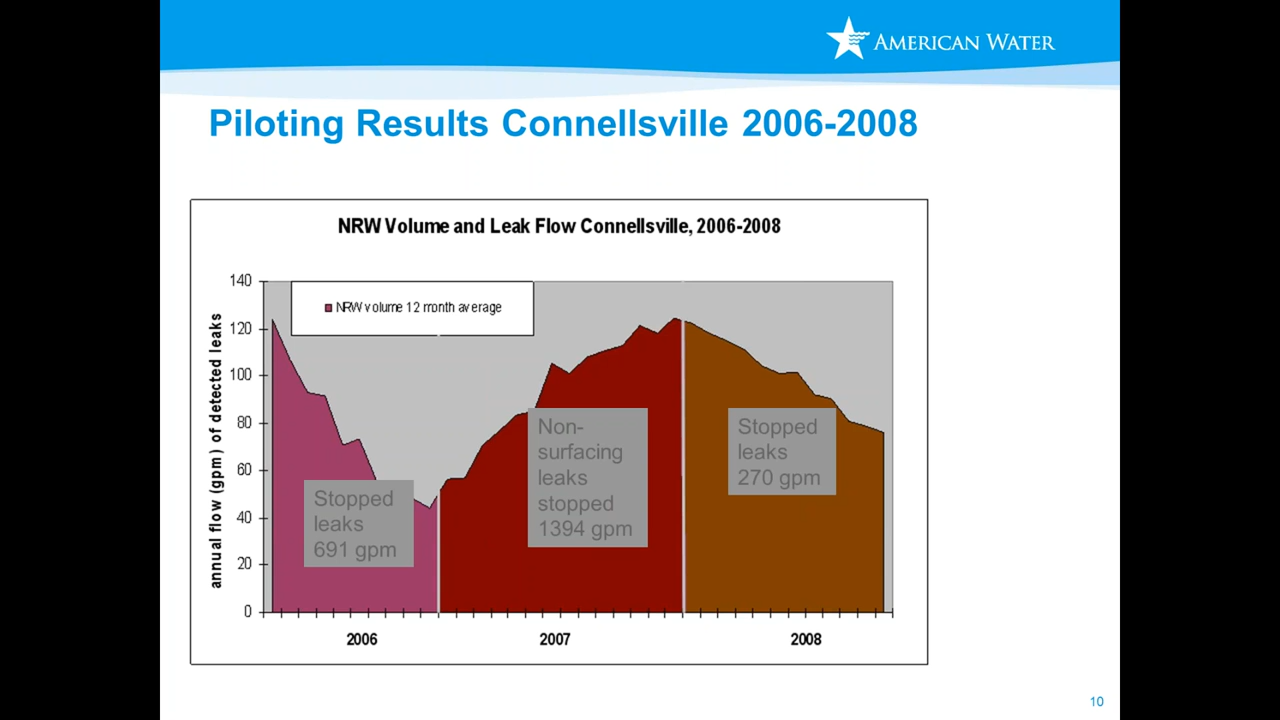 AMERICAN WATER
Piloting Results Connellsville 2006-2008
NRW Volume and Leak Flow Connellsville, 2006-2008
annual flow (gpm) of detected leaks
140
120
100
80
60
40
20
0
NRW volume 12 month average
Stopped
leaks
691 gpm
Non-
surfacing
leaks
stopped
1394 gpm
Stopped
leaks
270 gpm
2006
2007
2008
10